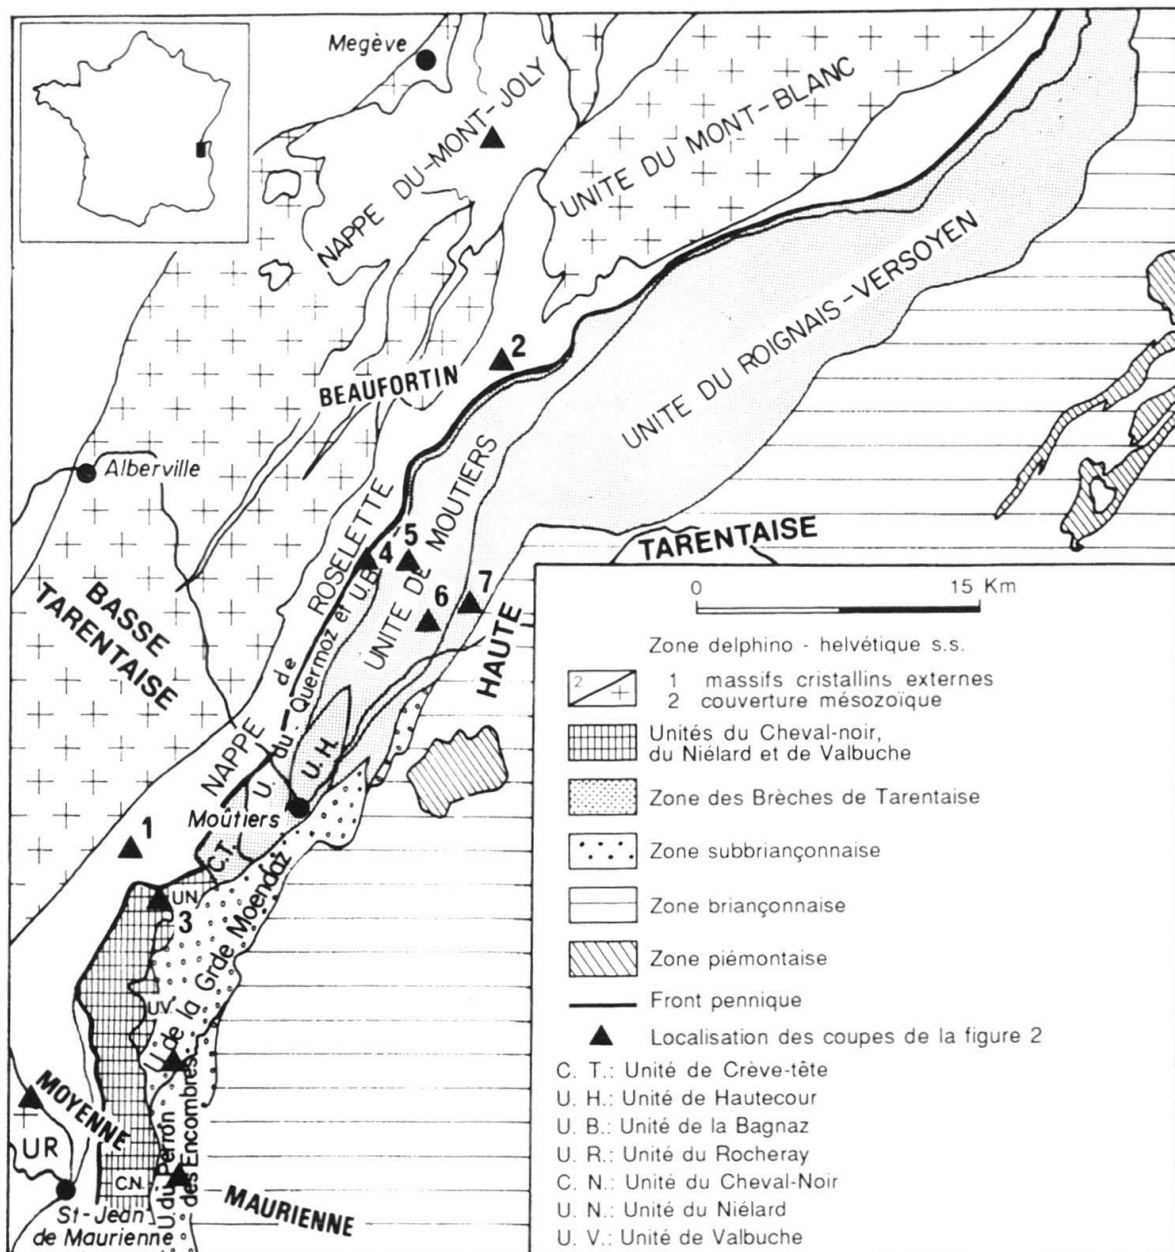 Megève
NAPPE DU-MONT-JOLY
UNITE DU MONT-BLANC
UNITE DU ROIGNAIS-VERSOYEN
2
BEAUFORTIN
Alberville
BASSE
TARENTAISE
NAPPE de ROSELETTE
U. du Quermoz et U.B.
UNITE DE MOUTIERS
4
5
6
7
HAUTE
TARENTAISE
U.H.
Moûtiers
C.T.
1
U.N.
3
U.V.
U. de la Grde Moendaz
MOYENNE
MAURIENNE
UR
C.N.
U du Perron
des Encombres
St-Jean
de Maurienne
0 15 Km
Zone delphino - helvétique s.s.
2
+
1 massifs cristallins externes
2 couverture mésozoïque
Unités du Cheval-noir,
du Niélard et de Valbuche
Zone des Brèches de Tarentaise
Zone subbriançonnaise
Zone briançonnaise
Zone piémontaise
Front pennique
Localisation des coupes de la figure 2
C. T.: Unité de Crève-tête
U. H.: Unité de Hautecour
U. B.: Unité de la Bagnaz
U. R.: Unité du Rocheray
C. N.: Unité du Cheval-Noir
U. N.: Unité du Niélard
U. V.: Unité de Valbuche